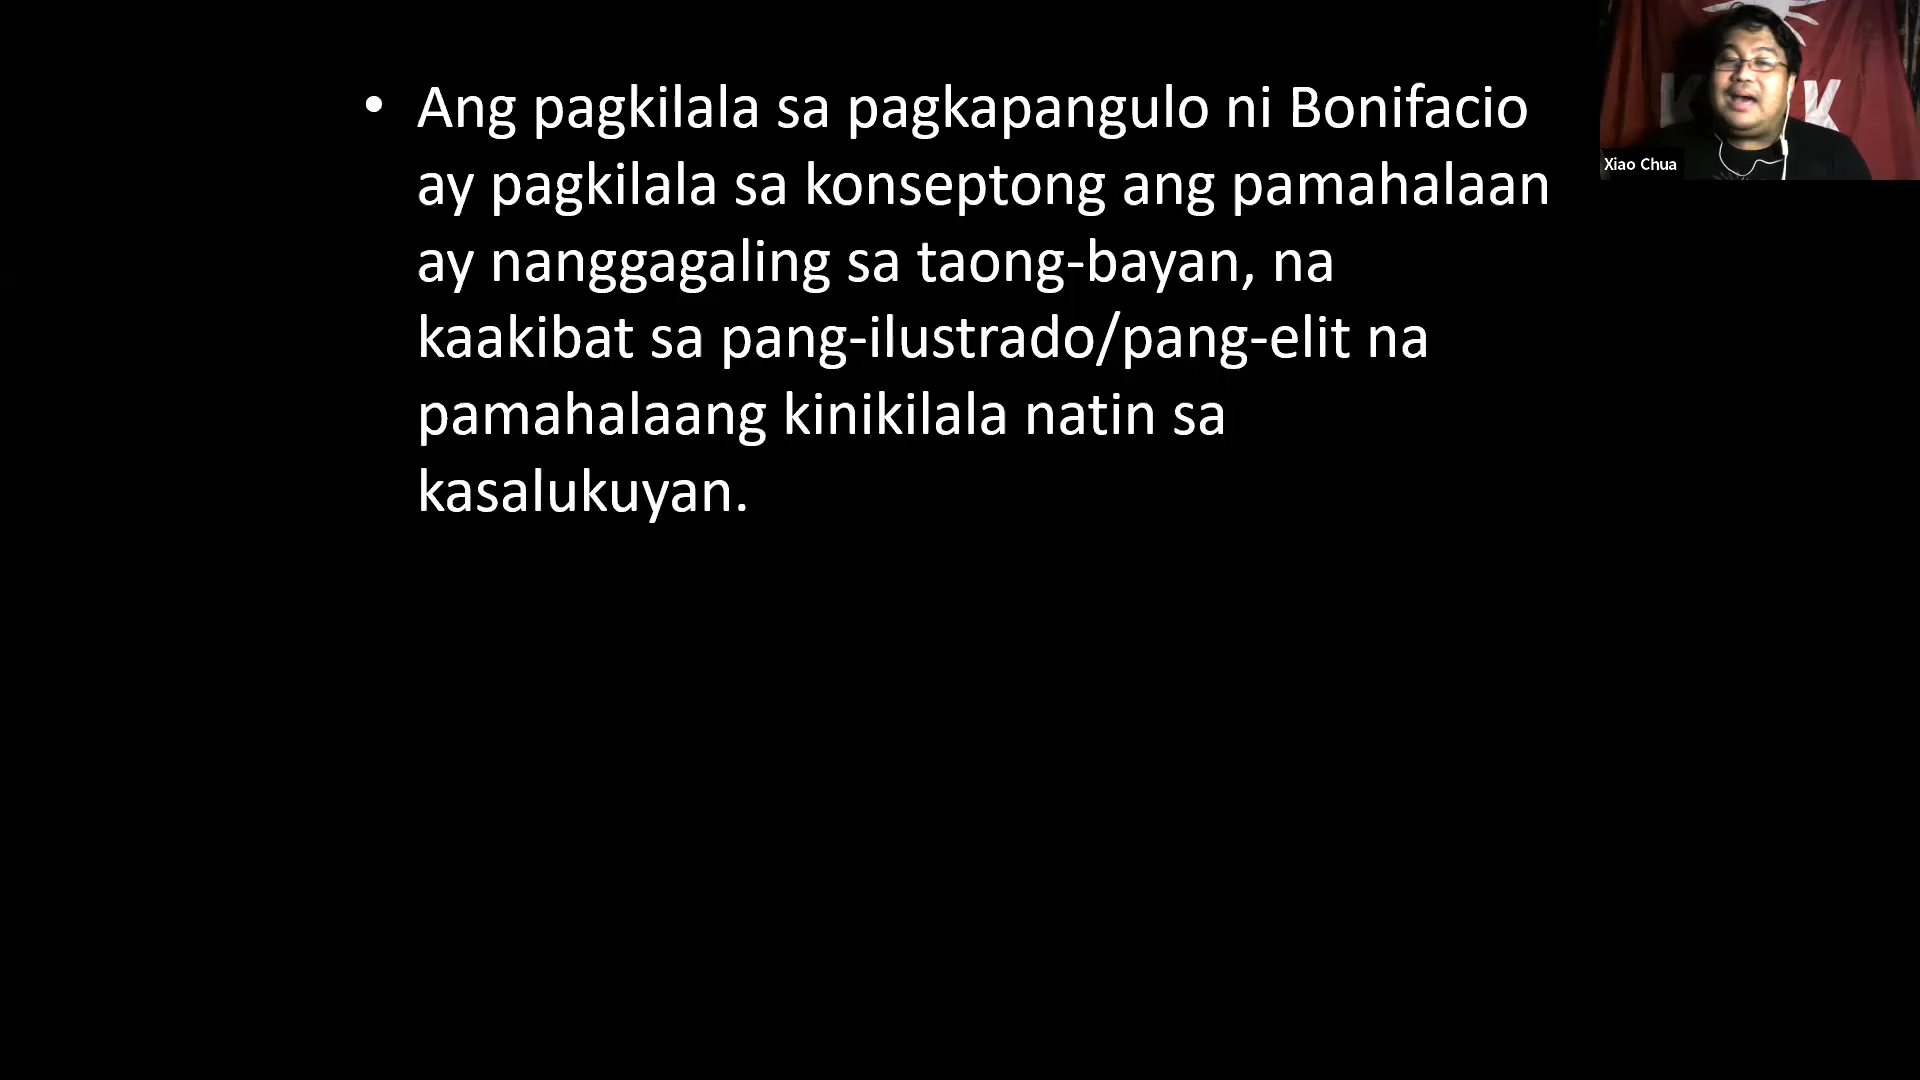 • Ang pagkilala sa pagkapangulo ni Bonifacio
ay pagkilala sa konseptong ang pamahalaan
ay nanggagaling sa taong-bayan, na
kaakibat sa pang-ilustrado/pang-elit na
pamahalaang kinikilala natin sa
kasalukuyan.
K K
Xiao Chua